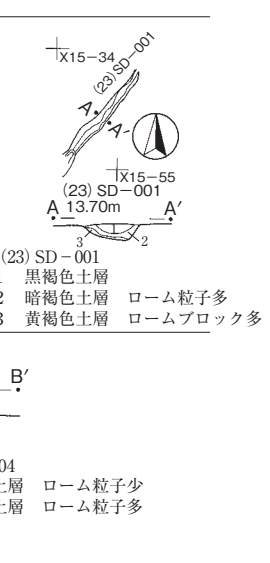 X15-34
(23)SD-001
A
A′
X15-55
(23) SD-001
A 13.70m A′
3 2
(23) SD-001
1 黒褐色土層
2 暗褐色土層 ローム粒子多
3 黄褐色土層 ロームブロック多
B′
04
土層 ローム粒子少
土層 ローム粒子多